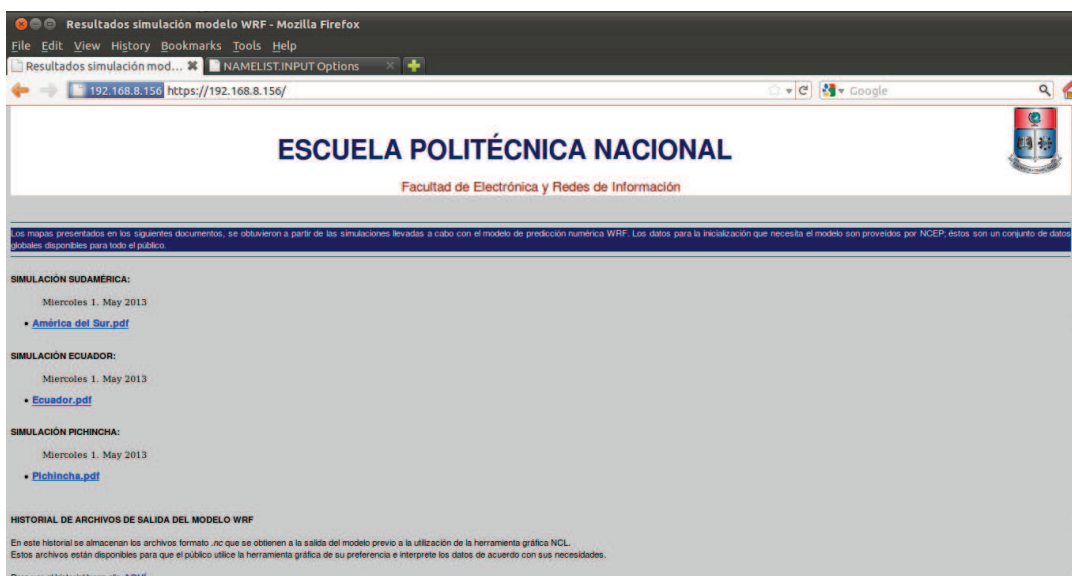 Resultados simulación modelo WRF - Mozilla Firefox
File Edit View History Bookmarks Tools Help
Resultados simulación mod... NAMELIST.INPUT Options
192.168.8.156 https://192.168.8.156/ Google
ESCUELA POLITÉCNICA NACIONAL
Facultad de Electrónica y Redes de Información
Los mapas presentados en los siguientes documentos, se obtuvieron a partir de las simulaciones llevadas a cabo con el modelo de predicción numérica WRF. Los datos para la inicialización que necesita el modelo son proveidos por NCEP; éstos son un conjunto de datos
globales disponibles para todo el público.
SIMULACIÓN SUDAMÉRICA:
Miercoles 1. May 2013
• América del Sur.pdf
SIMULACIÓN ECUADOR:
Miercoles 1. May 2013
• Ecuador.pdf
SIMULACIÓN PICHINCHA:
Miercoles 1. May 2013
• Pichincha.pdf
HISTORIAL DE ARCHIVOS DE SALIDA DEL MODELO WRF
En este historial se almacenan los archivos formato .nc que se obtienen a la salida del modelo previo a la utilización de la herramienta gráfica NCL.
Estos archivos están disponibles para que el público utilice la herramienta gráfica de su preferencia e interprete los datos de acuerdo con sus necesidades.